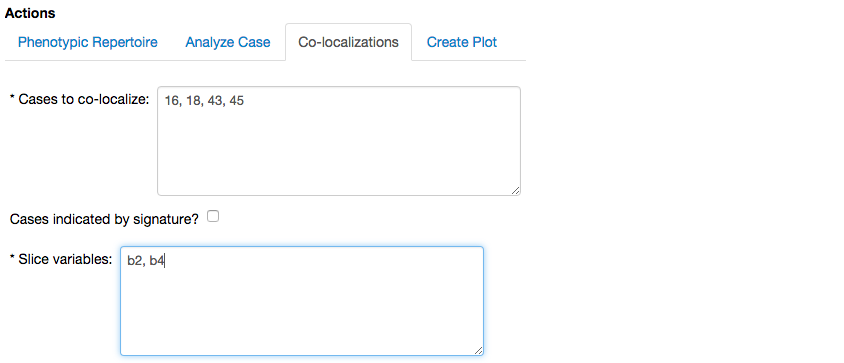 Actions
Phenotypic Repertoire Analyze Case Co-localizations Create Plot
* Cases to co-localize: 16, 18, 43, 45
Cases indicated by signature?
* Slice variables: b2, b4